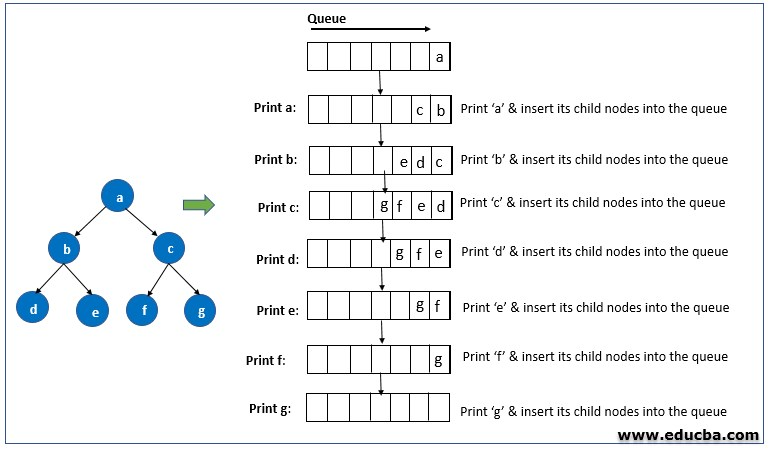 Queue
a
Print a: c b Print ‘a’ & insert its child nodes into the queue
Print b: e d c Print ‘b’ & insert its child nodes into the queue
Print c: g f e d Print ‘c’ & insert its child nodes into the queue
Print d: g f e Print ‘d’ & insert its child nodes into the queue
Print e: g f Print ‘e’ & insert its child nodes into the queue
Print f: g Print ‘f’ & insert its child nodes into the queue
Print g: Print ‘g’ & insert its child nodes into the queue
a
b c
d e f g
www.educba.com